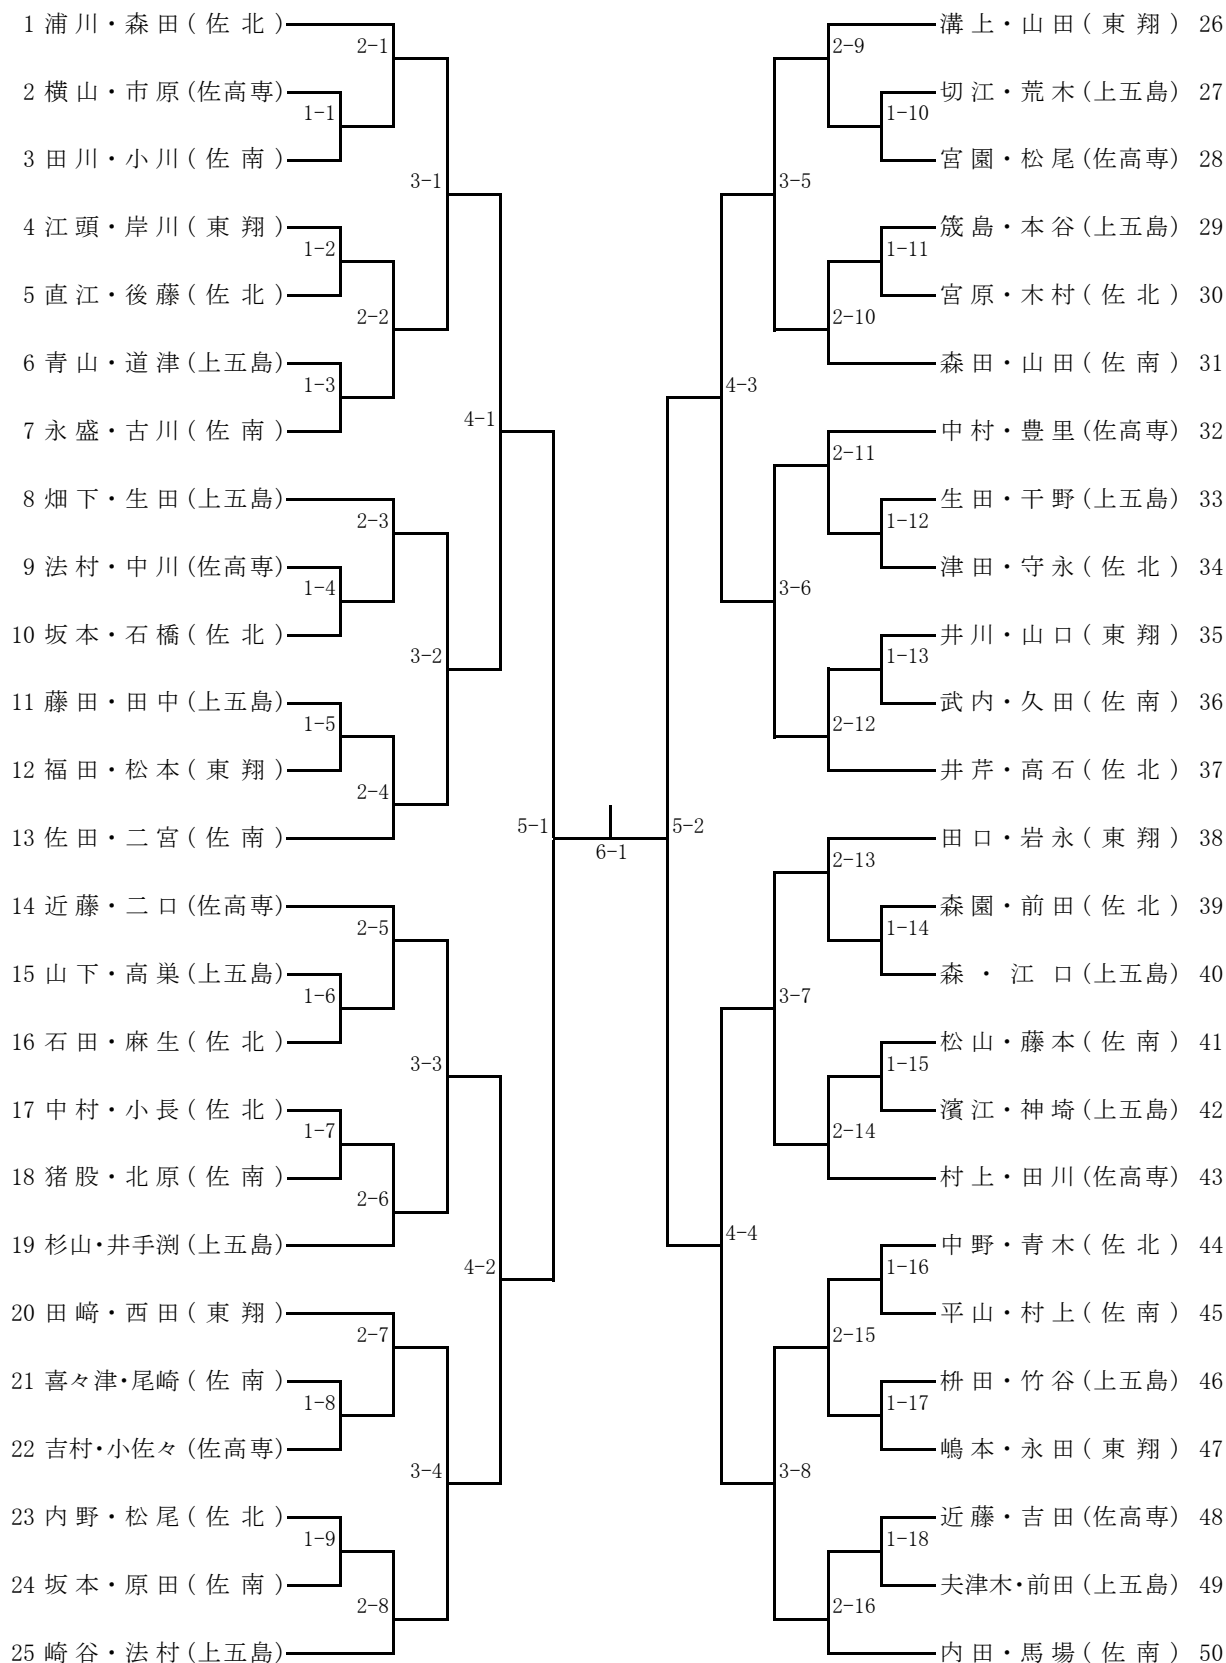 1 浦川・森田(佐北)
2-1
2 横山・市原(佐高専)
1-1
3 田川・小川(佐南)
3-1
4 江頭・岸川(東翔)
1-2
5 直江・後藤(佐北)
2-2
6 青山・道津(上五島)
1-3
7 永盛・古川(佐南)
4-1
8 畑下・生田(上五島)
2-3
9 法村・中川(佐高専)
1-4
10 坂本・石橋(佐北)
3-2
11 藤田・田中(上五島)
1-5
12 福田・松本(東翔)
2-4
13 佐田・二宮(佐南)
5-1
14 近藤・二口(佐高専)
2-5
15 山下・高巣(上五島)
1-6
16 石田・麻生(佐北)
3-3
17 中村・小長(佐北)
1-7
18 猪股・北原(佐南)
2-6
19 杉山・井手渕(上五島)
4-2
20 田﨑・西田(東翔)
2-7
21 喜々津・尾崎(佐南)
1-8
22 吉村・小佐々(佐高専)
3-4
23 内野・松尾(佐北)
1-9
24 坂本・原田(佐南)
2-8
25 崎谷・法村(上五島)
6-1
溝上・山田(東翔) 26
2-9
切江・荒木(上五島) 27
1-10
宮園・松尾(佐高専) 28
3-5
筬島・本谷(上五島) 29
1-11
宮原・木村(佐北) 30
2-10
森田・山田(佐南) 31
4-3
中村・豊里(佐高専) 32
2-11
生田・干野(上五島) 33
1-12
津田・守永(佐北) 34
3-6
井川・山口(東翔) 35
1-13
武内・久田(佐南) 36
2-12
井芹・高石(佐北) 37
5-2
田口・岩永(東翔) 38
2-13
森園・前田(佐北) 39
1-14
森・江口(上五島) 40
3-7
松山・藤本(佐南) 41
1-15
濱江・神埼(上五島) 42
2-14
村上・田川(佐高専) 43
4-4
中野・青木(佐北) 44
1-16
平山・村上(佐南) 45
2-15
枡田・竹谷(上五島) 46
1-17
嶋本・永田(東翔) 47
3-8
近藤・吉田(佐高専) 48
1-18
夫津木・前田(上五島) 49
2-16
内田・馬場(佐南) 50